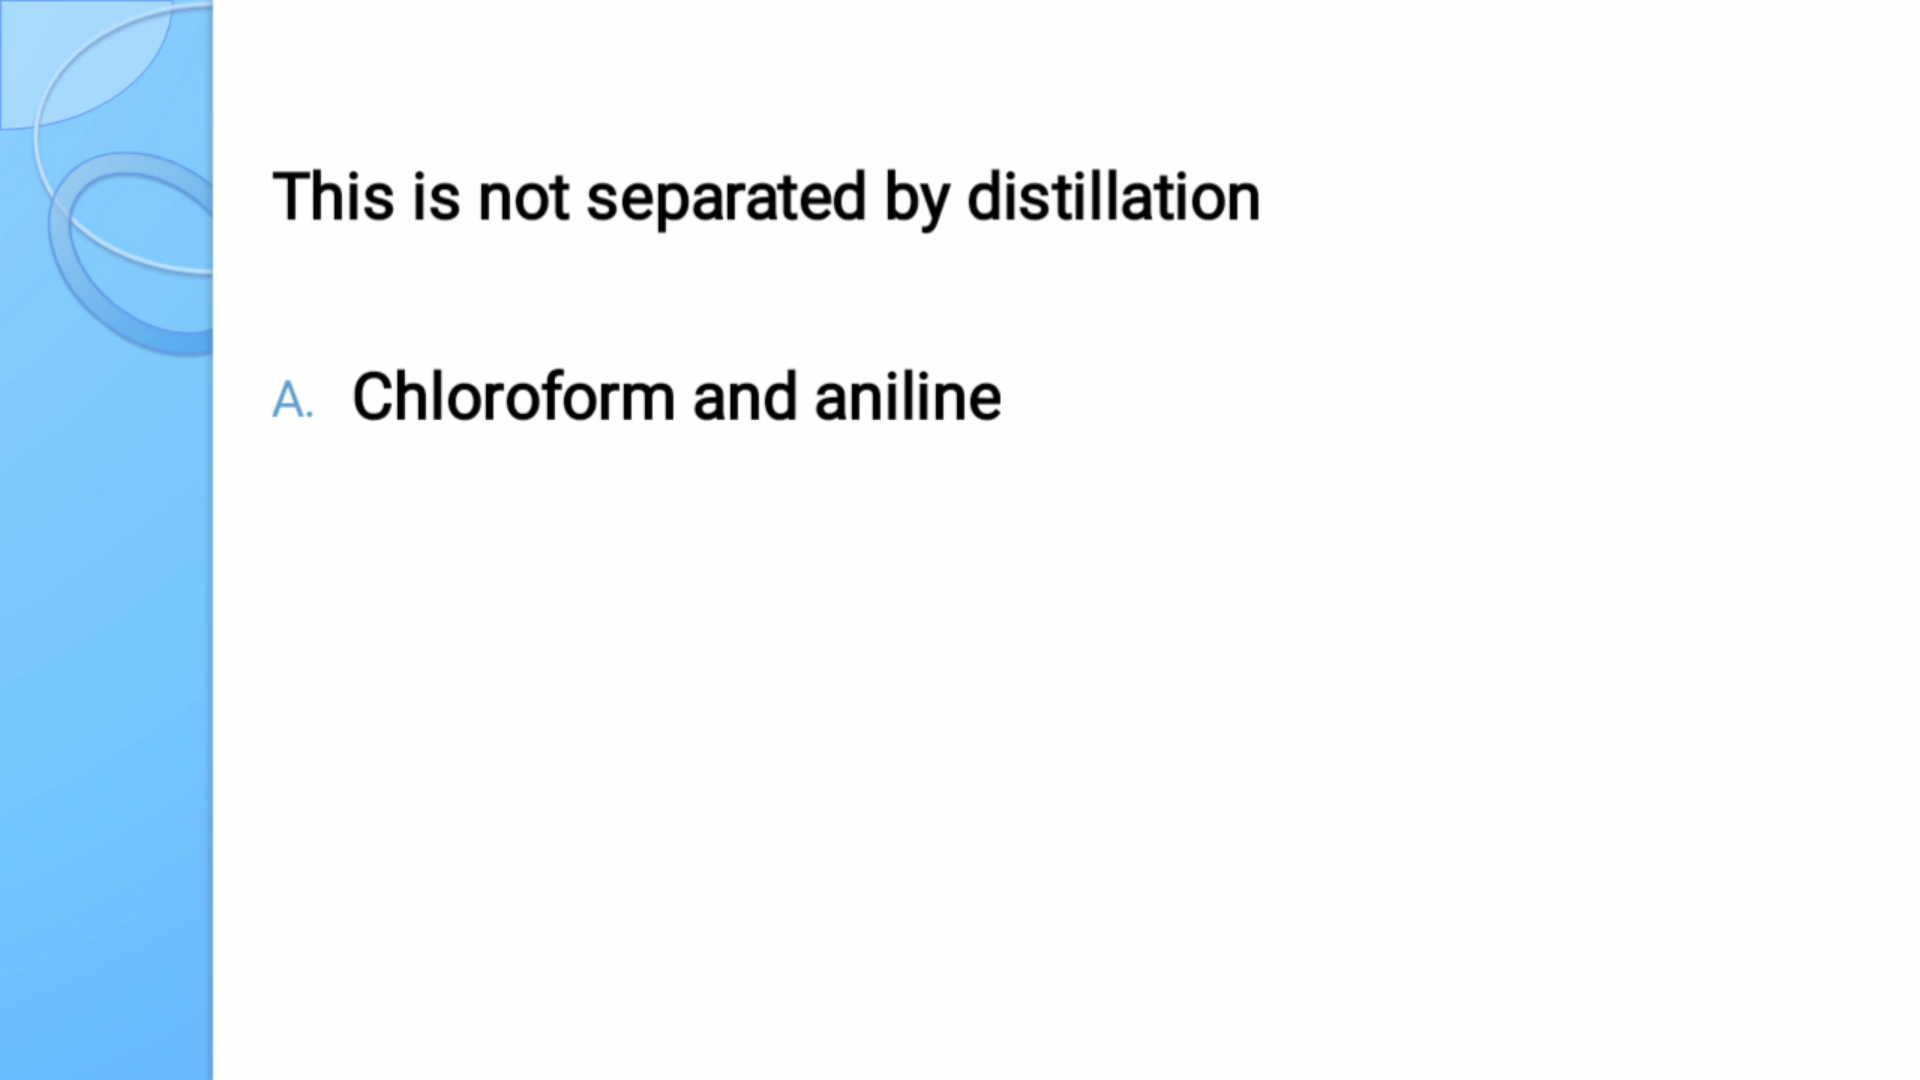 This is not separated by distillation
A. Chloroform and aniline